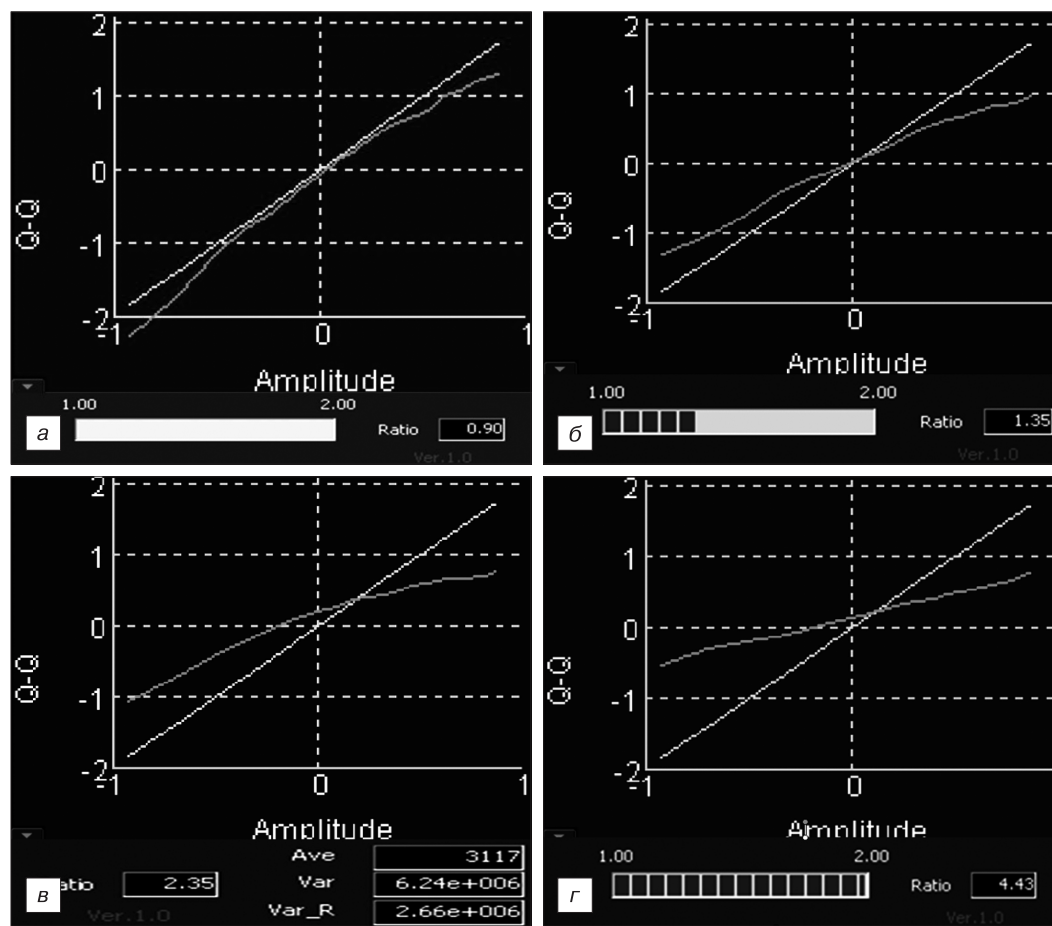 2
1
0
-1
-2
Q-Q
-1 0 1
Amplitude
1.00 2.00
а Ratio 0.90
Ver.1.0
2
1
0
-1
-2
Q-Q
-1 0
Amplitude
1.00 2.00
б Ratio 1.35
Ver.1.0
2
1
0
-1
-2
Q-Q
-1 0 1
Amplitude
Ave 3117
в atio 2.35 Var 6.24e+006
Ver.1.0 Var_R 2.66e+006
2
1
0
-1
-2
Q-Q
-1 0
Amplitude
1.00 2.00
г Ratio 4.43
Ver.1.0